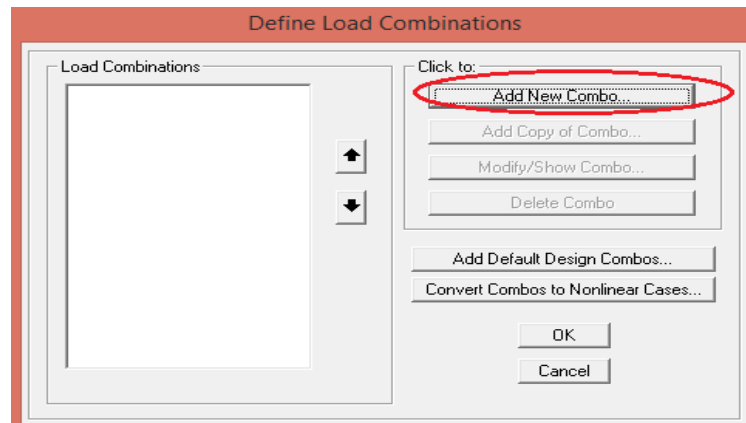 Define Load Combinations
Load Combinations
Click to:
Add New Combo...
Add Copy of Combo...
Modify/Show Combo...
Delete Combo
Add Default Design Combos...
Convert Combos to Nonlinear Cases...
OK
Cancel